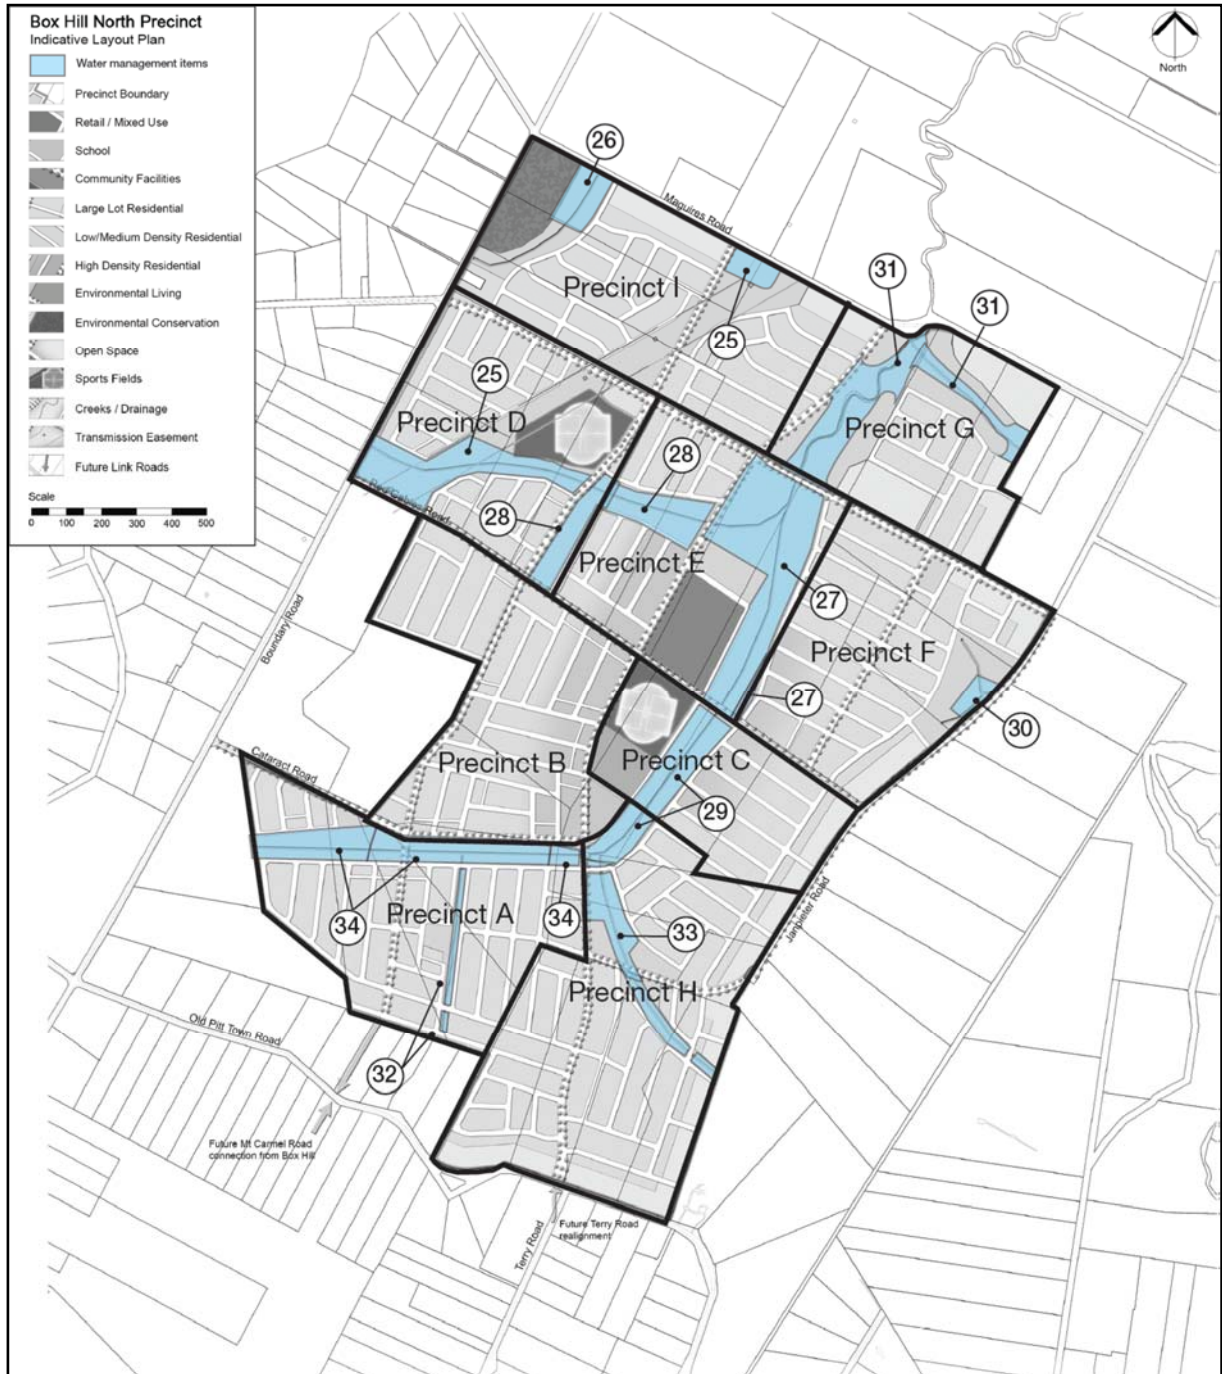 Box Hill North Precinct
Indicative Layout Plan
Water management items
Precinct Boundary
Retail / Mixed Use
School
Community Facilities
Large Lot Residential
Low/Medium Density Residential
High Density Residential
Environmental Living
Environmental Conservation
Open Space
Sports Fields
Creeks / Drainage
Transmission Easement
Future Link Roads
Scale
0 100 200 300 400 500
North
26
Maguires Road
31
31
Precinct I
25
25
Precinct D
28
Precinct G
28
Precinct E
27
Boundary Road
Precinct F
27
30
Cataract Road
Precinct B
Precinct C
29
34
Precinct A
34
33
Janpieter Road
Precinct H
Old Pitt Town Road
32
Future Mt Carmel Road
connection from Box Hill
Terry Road
Future Terry Road
realignment